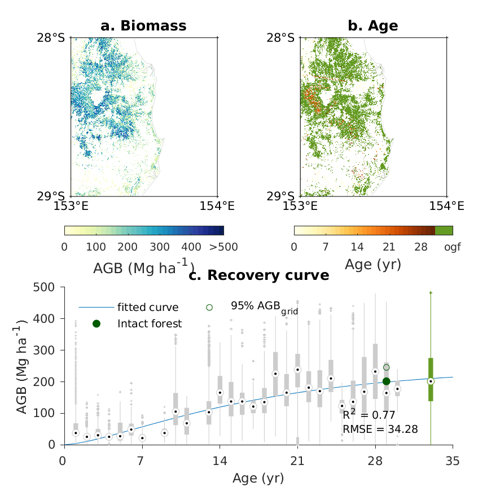 a. Biomass
b. Age
28°S
29°S
153°E
154°E
28°S
29°S
153°E
154°E
0 100 200 300 400 >500
AGB (Mg ha-1)
0 7 14 21 28 ogf
Age (yr)
c. Recovery curve
500
400
300
200
100
0
AGB (Mg ha-1)
fitted curve
Intact forest
95% AGBgrid
R2 = 0.77
RMSE = 34.28
0 7 14 21 28 35
Age (yr)